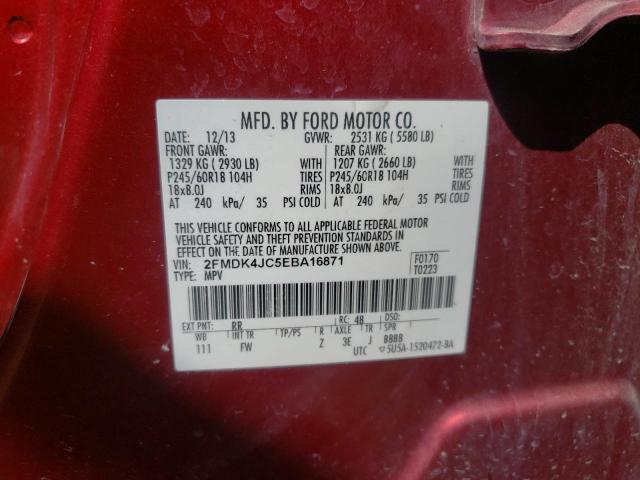 MFD. BY FORD MOTOR CO.
DATE: 12/13 GVWR: 2531 KG ( 5580 LB)
FRONT GAWR: REAR GAWR:
1329 KG ( 2930 LB) WITH 1207 KG ( 2660 LB) WITH
P245/60R18 104H TIRES P245/60R18 104H TIRES
18x8.0J RIMS 18x8.0J RIMS
AT 240 kPa/ 35 PSI COLD AT 240 kPa/ 35 PSI COLD
THIS VEHICLE CONFORMS TO ALL APPLICABLE FEDERAL MOTOR
VEHICLE SAFETY AND THEFT PREVENTION STANDARDS IN EFFECT
ON THE DATE OF MANUFACTURE SHOWN ABOVE.
VIN: 2FMDK4JC5EBA16871 F0170
TYPE: MPV T0223
EXT PNT: RR RC: 48 DSO:
WB INT TR TP/PS R AXLE TR SPR
111 FW Z 3E J BBBB
UTC ▽5U5A-1520472-BA